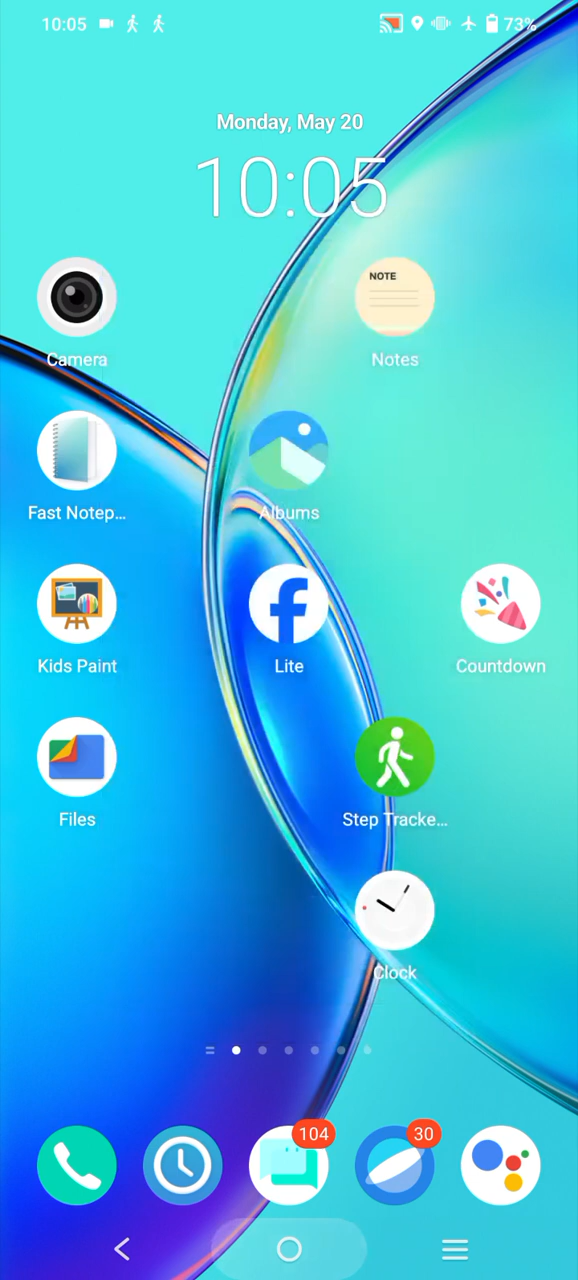 10:05
73%
Monday, May 20
10:05
NOTE
Camera
Notes
Fast Notep...
Albums
Kids Paint
Lite
Countdown
Files
Step Tracke...
Clock
104
30